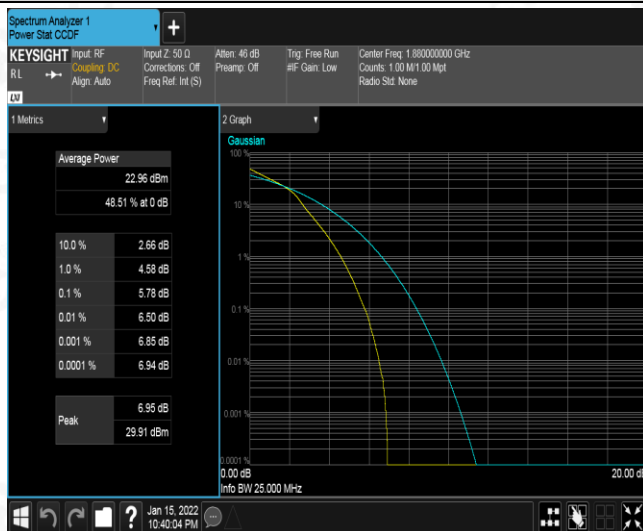 Spectrum Analyzer 1
Power Stat CCDF
+
KEYSIGHT
RL
LXI
Input: RF
Coupling: DC
Align: Auto
Input Z: 50 Ω
Corrections: Off
Freq Ref: Int (S)
Atten: 46 dB
Preamp: Off
Trig: Free Run
#IF Gain: Low
Center Freq: 1.880000000 GHz
Counts: 1.00 M/1.00 Mpt
Radio Std: None
1 Metrics
Average Power
22.96 dBm
48.51 % at 0 dB
10.0 % 2.66 dB
1.0 % 4.58 dB
0.1 % 5.78 dB
0.01 % 6.50 dB
0.001 % 6.85 dB
0.0001 % 6.94 dB
Peak
6.95 dB
29.91 dBm
2 Graph
Gaussian
100 %
10 %
1 %
0.1 %
0.01 %
0.001 %
0.0001 %
0.00 dB
20.00 dB
Info BW 25.000 MHz
?
Jan 15, 2022
10:40:04 PM